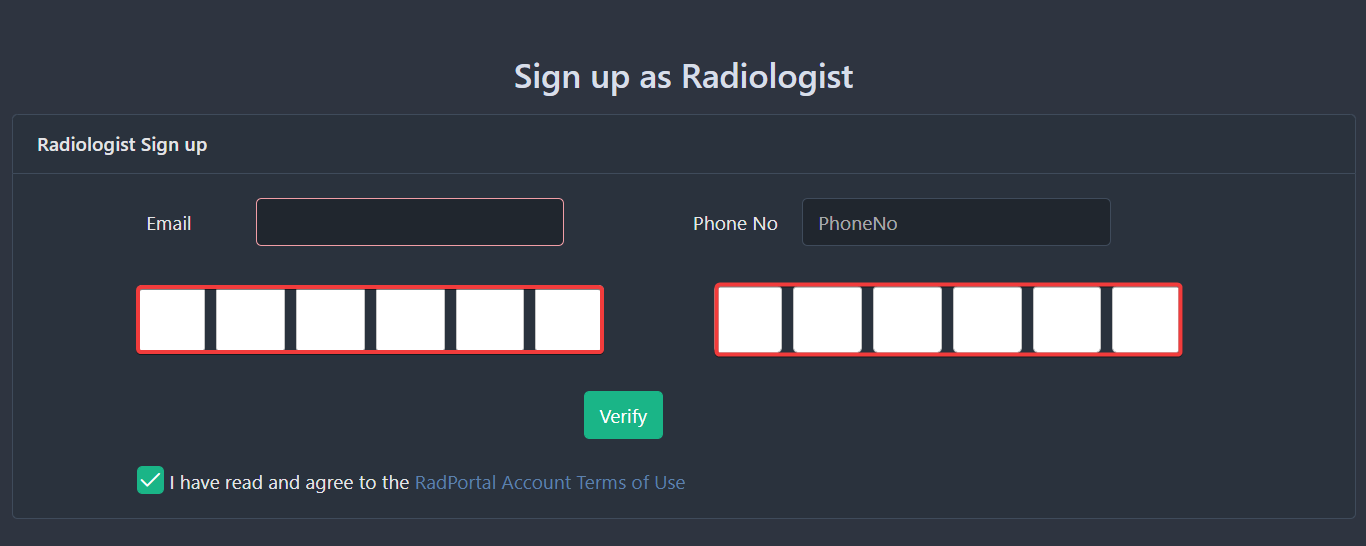 Sign up as Radiologist
Radiologist Sign up
Email
Phone No PhoneNo
Verify
I have read and agree to the RadPortal Account Terms of Use